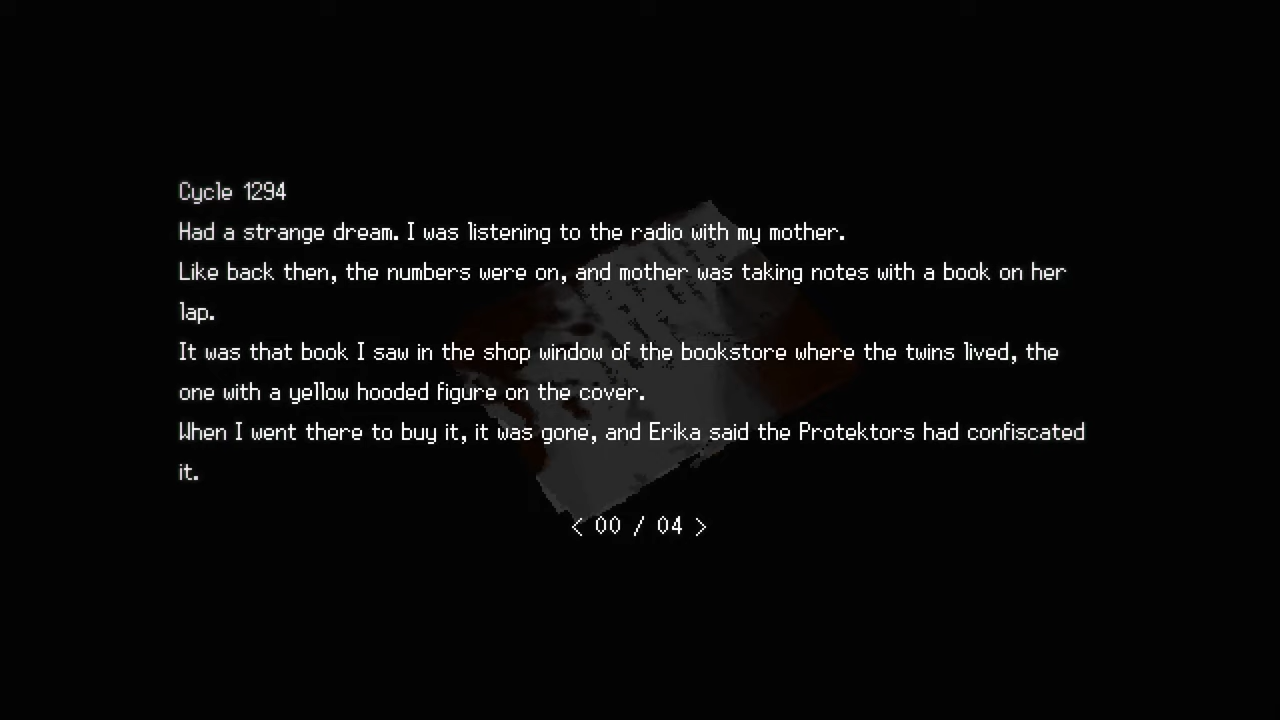 Cycle 1294
Had a strange dream. I was listening to the radio with my mother.
Like back then, the numbers were on, and mother was taking notes with a book on her
lap.
It was that book I saw in the shop window of the bookstore where the twins lived, the
one with a yellow hooded figure on the cover.
When I went there to buy it, it was gone, and Erika said the Protektors had confiscated
it.
< 00 / 04 >